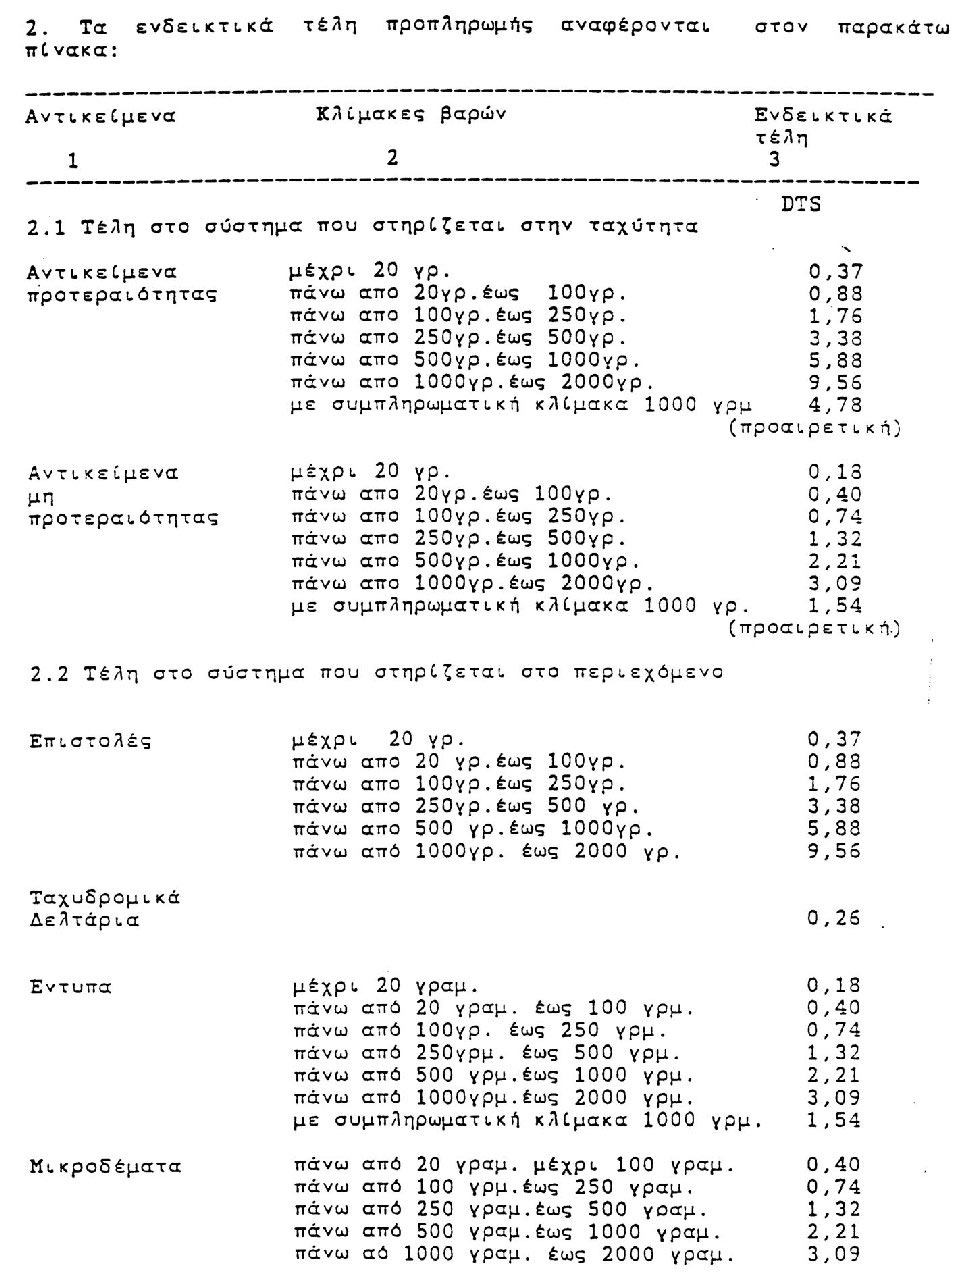 2. Τα ενδεικτικά τέλη προπληρωμής αναφέρονται στον παρακάτω
πίνακα:
Αντικείμενα Κλίμακες βαρών Ενδεικτικά
τέλη
1 2 3
DTS
2.1 Τέλη στο σύστημα που στηρίζεται στην ταχύτητα
Αντικείμενα μέχρι 20 γρ. 0,37
προτεραιότητας πάνω απο 20γρ.έως 100γρ. 0,88
πάνω απο 100γρ.έως 250γρ. 1,76
πάνω απο 250γρ.έως 500γρ. 3,38
πάνω απο 500γρ.έως 1000γρ. 5,88
πάνω απο 1000γρ.έως 2000γρ. 9,56
με συμπληρωματική κλίμακα 1000 γρμ 4,78
(προαιρετική)
Αντικείμενα μέχρι 20 γρ. 0,18
μη πάνω απο 20γρ.έως 100γρ. 0,40
προτεραιότητας πάνω απο 100γρ.έως 250γρ. 0,74
πάνω απο 250γρ.έως 500γρ. 1,32
πάνω απο 500γρ.έως 1000γρ. 2,21
πάνω απο 1000γρ.έως 2000γρ. 3,09
με συμπληρωματική κλίμακα 1000 γρ. 1,54
(προαιρετική)
2.2 Τέλη στο σύστημα που στηρίζεται στο περιεχόμενο
Επιστολές μέχρι 20 γρ. 0,37
πάνω απο 20 γρ.έως 100γρ. 0,88
πάνω απο 100γρ.έως 250γρ. 1,76
πάνω απο 250γρ.έως 500 γρ. 3,38
πάνω απο 500 γρ.έως 1000γρ. 5,88
πάνω από 1000γρ. έως 2000 γρ. 9,56
Ταχυδρομικά
Δελτάρια 0,26
Εντυπα μέχρι 20 γραμ. 0,18
πάνω από 20 γραμ. έως 100 γρμ. 0,40
πάνω από 100γρ. έως 250 γρμ. 0,74
πάνω από 250γρμ. έως 500 γρμ. 1,32
πάνω από 500 γρμ.έως 1000 γρμ. 2,21
πάνω από 1000γρμ.έως 2000 γρμ. 3,09
με συμπληρωματική κλίμακα 1000 γρμ. 1,54
Μικροδέματα πάνω από 20 γραμ. μέχρι 100 γραμ. 0,40
πάνω από 100 γρμ.έως 250 γραμ. 0,74
πάνω από 250 γραμ.έως 500 γραμ. 1,32
πάνω από 500 γραμ.έως 1000 γραμ. 2,21
πάνω αό 1000 γραμ. έως 2000 γραμ. 3,09